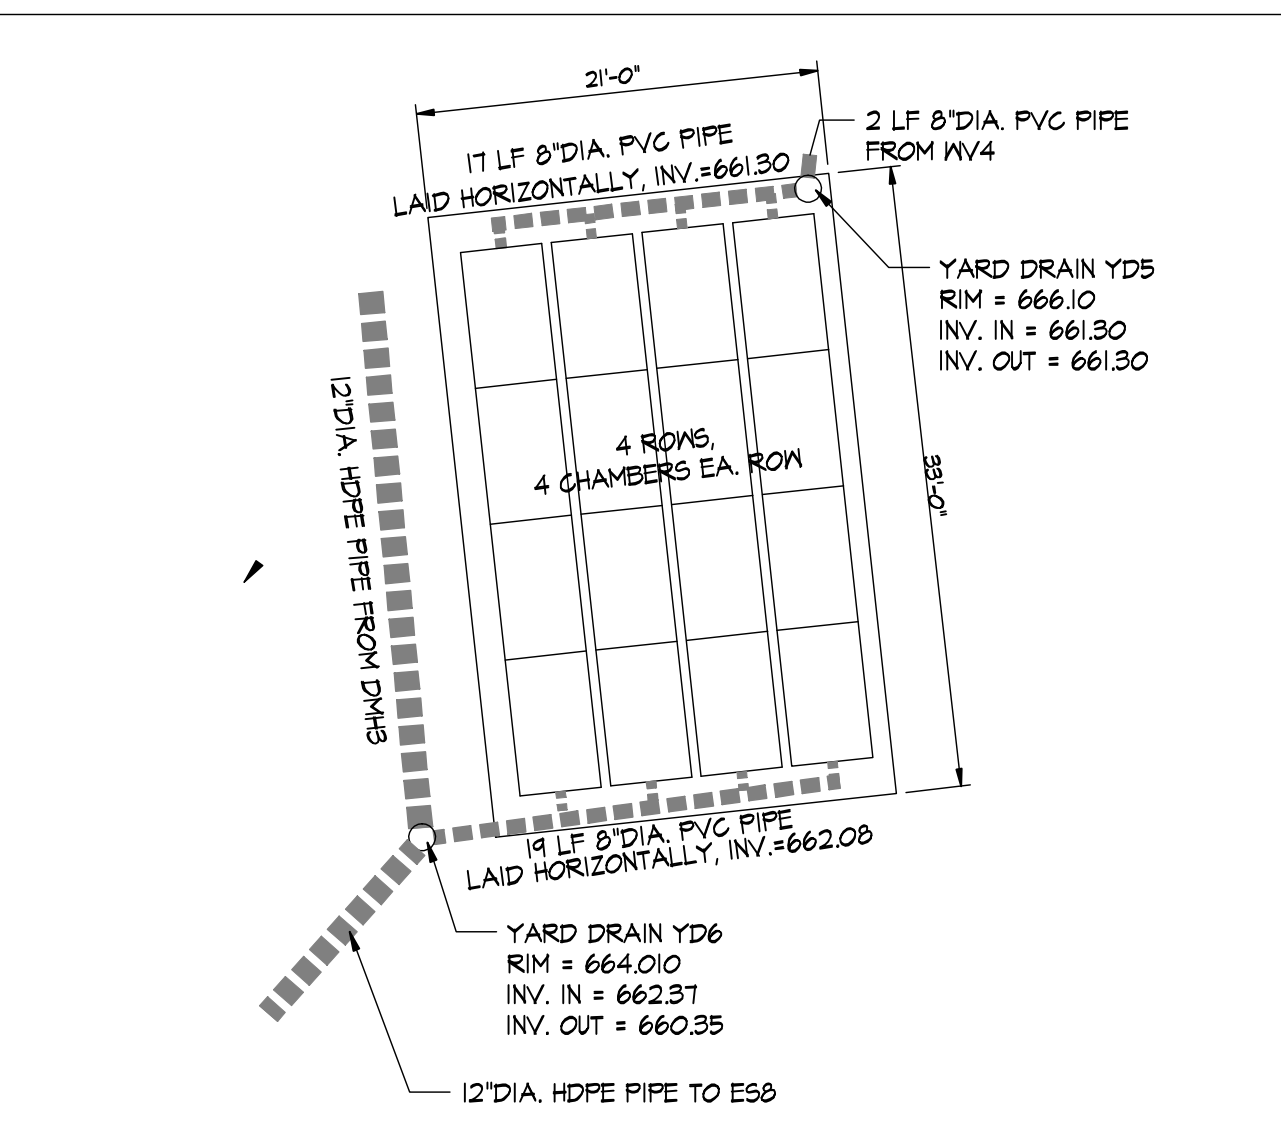 21'-0"
17 LF 8"DIA. PVC PIPE
LAID HORIZONTALLY, INV.=661.30
2 LF 8"DIA. PVC PIPE
FROM WV4
YARD DRAIN YD5
RIM = 666.10
INV. IN = 661.30
INV. OUT = 661.30
12"DIA. HDPE PIPE FROM DMH3
4 ROWS,
4 CHAMBERS EA. ROW
33'-0"
19 LF 8"DIA. PVC PIPE
LAID HORIZONTALLY, INV.=662.08
YARD DRAIN YD6
RIM = 664.010
INV. IN = 662.37
INV. OUT = 660.35
12"DIA. HDPE PIPE TO ES8